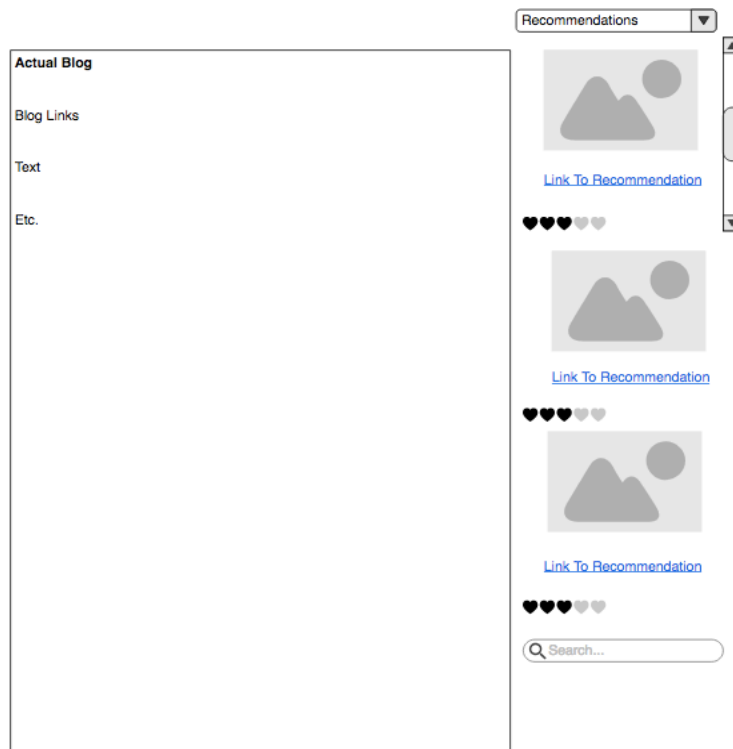 Recommendations
Actual Blog
Blog Links
Text
Etc.
Link To Recommendation
Link To Recommendation
Link To Recommendation
Search...